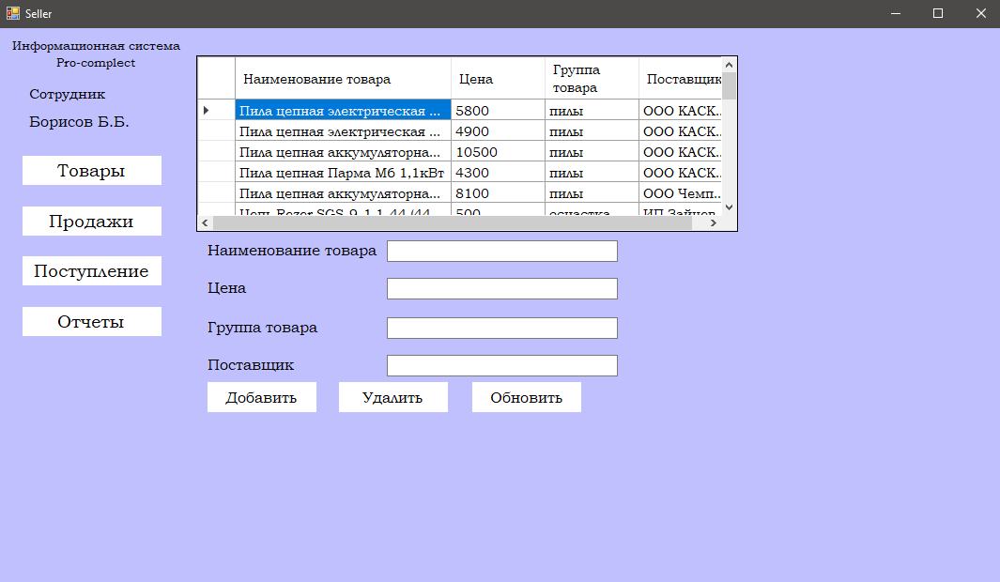 Seller
Информационная система
Pro-complect
Сотрудник
Борисов Б.Б.
Товары
Продажи
Поступление
Отчеты
Наименование товара Цена Группа товара Поставщик
Пила цепная электрическая ... 5800 пилы ООО КАСК...
Пила цепная электрическая ... 4900 пилы ООО КАСК...
Пила цепная аккумуляторна... 10500 пилы ООО КАСК...
Пила цепная Парма М6 1,1кВт 4300 пилы ООО КАСК...
Пила цепная аккумуляторна... 8100 пилы ООО Чемп...
Цепь Rezer SGS-9-1,1-44 (44 500 оснастка ИП Зайцев
Наименование товара
Цена
Группа товара
Поставщик
Добавить Удалить Обновить